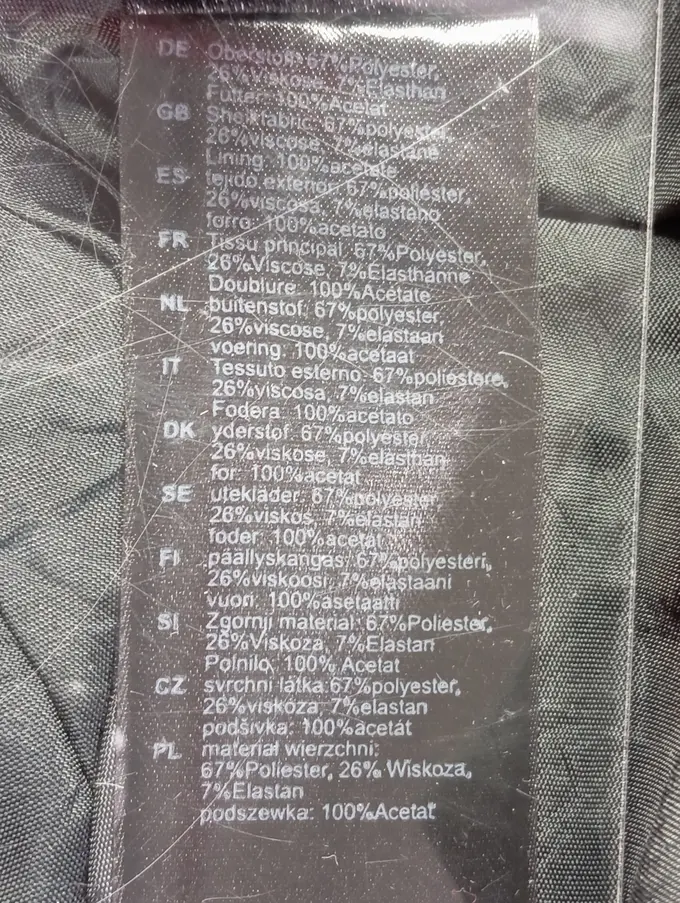 DE Oberstoff: 67%Polyester,
26%Viskose, 7%Elasthan
Futter: 100%Acetat
GB Shell fabric: 67%polyester,
26%viscose, 7%elastane
Lining: 100%acetate
ES tejido exterior: 67%poliester,
26%viscosa, 7%elastano
forro: 100%acetato
FR Tissu principal: 67%Polyester,
26%Viscose, 7%Elasthanne
Doublure: 100%Acétate
NL buitenstof: 67%polyester,
26%viscose, 7%elastaan
voering: 100%acetaat
IT Tessuto esterno: 67%poliestere,
26%viscosa, 7%elastan
Fodera: 100%acetato
DK yderstof: 67%polyester,
26%viskose, 7%elasthan
for: 100%acetat
SE utekläder: 67%polyester
26%viskos, 7%elastan
foder: 100%acetat
FI päällyskangas: 67%polyesteri,
26%viskoosi, 7%elastaani
vuori: 100%asetaatti
SI Zgornji material: 67%Poliester,
26%Viskoza, 7%Elastan
Polnilo: 100% Acetat
CZ svrchni látka:67%polyester,
26%viskóza, 7%elastan
podšívka: 100%acetát
PL materiał wierzchni:
67%Poliester, 26% Wiskoza,
7%Elastan
podszewka: 100%Acetat